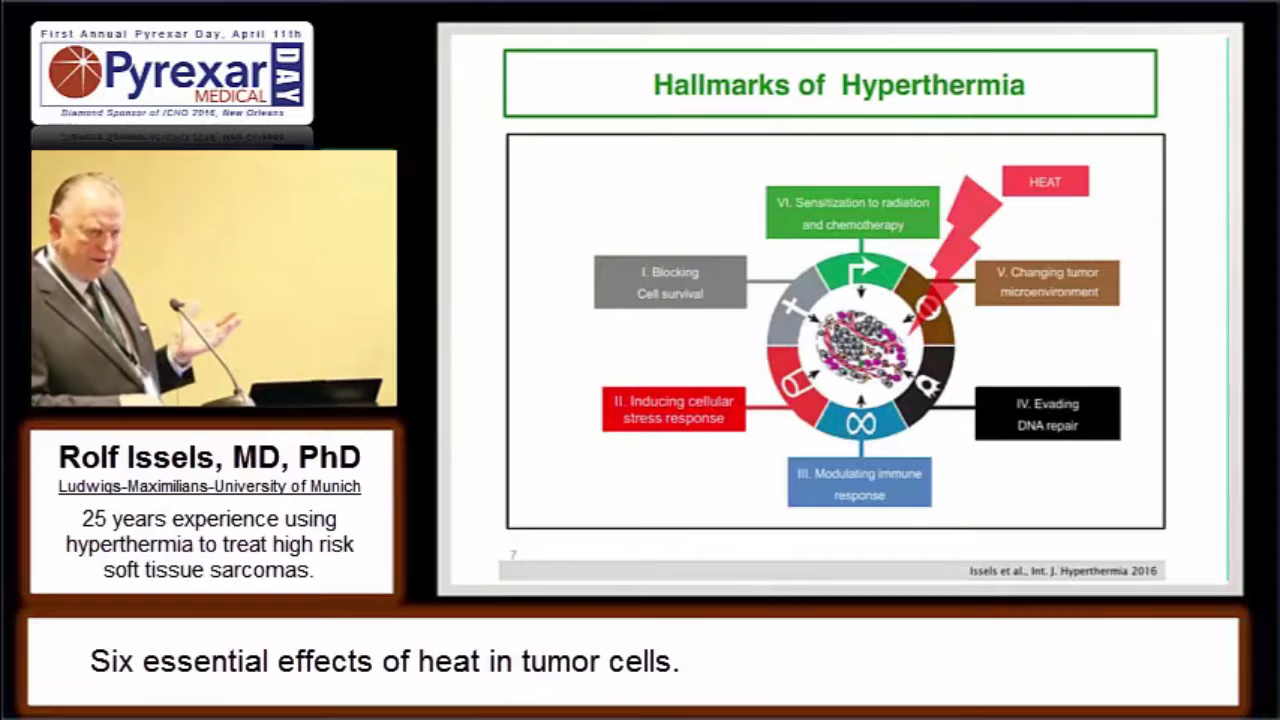 First Annual Pyrexar Day, April 11th
Pyrexar
MEDICAL
DAY
Diamond Sponsor of ICHO 2016, New Orleans
Rolf Issels, MD, PhD
Ludwigs-Maximilians-University of Munich
25 years experience using
hyperthermia to treat high risk
soft tissue sarcomas.
Hallmarks of Hyperthermia
HEAT
VI. Sensitization to radiation
and chemotherapy
I. Blocking
Cell survival
V. Changing tumor
microenvironment
II. Inducing cellular
stress response
IV. Evading
DNA repair
III. Modulating immune
response
7
Issels et al., Int. J. Hyperthermia 2016
Six essential effects of heat in tumor cells.